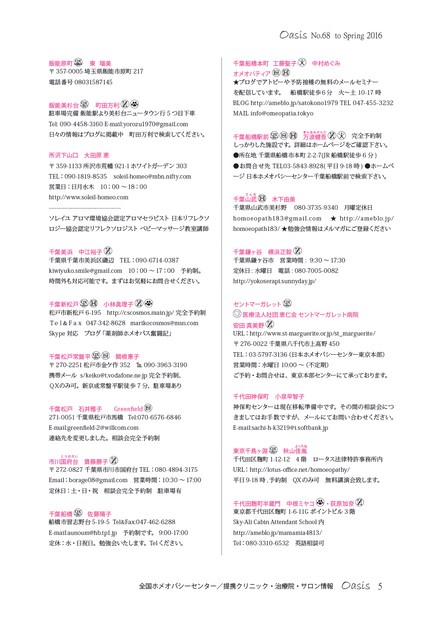 Oasis No.68 to Spring 2016
飯能原町 東 瑠美
〒357-0005 埼玉県飯能市原町 217
電話番号 08031587145
飯能美杉台 町田万利
駐車完備 飯能駅より美杉台ニュータウン行 5 つ目下車
Tel: 090-4458-3160 E-mail:yorozu1970@gmail.com
日々の情報はブログに掲載中 町田万利で検索してください。
所沢下山口 大田原 恵
〒359-1133 所沢市荒幡 921-1 ホワイトガーデン 303
TEL：090-1819-8535 soleil-homeo@mbn.nifty.com
営業日：日月水木 10：00 〜 18：00
http://www.soleil-homeo.com
ソレイユ アロマ環境協会認定アロマセラピスト 日本リフレクソ
ロジー協会認定リフレクソロジスト ベビーマッサージ教室講師
千葉美浜 中江裕子
千葉県千葉市美浜区磯辺 TEL：090-6714-0387
kiwiyuko.smile@gmail.com 10：00 〜 17：00 予約制。
時間外も対応可能です。まずはお気軽にお問合せください。
千葉新松戸 小林眞理子
松戸市新松戸 6-195 http://cscosmos.main.jp/ 完全予約制
Tel&Fax 047-342-8628 marikocosmos@msn.com
Skype 対応 ブログ「薬剤師ホメオパス奮闘記」
千葉松戸常盤平 關根惠子
〒270-2251 松戸市金ケ作 352 ℡ 090-3963-3190
携帯メール s/keiko@t.vodafone.ne.jp 完全予約制。
QXのみ可。新京成常盤平駅徒歩 7 分。駐車場あり
千葉松戸 石井雅子 Greenfield
271-0051 千葉県松戸市馬橋 Tel:070-6576-6846
E-mail:greenfield-2@willcom.com
連絡先を変更しました。相談会完全予約制
市川国府台 齋藤勝子
〒272-0827 千葉県市川市国府台 TEL：080-4894-3175
Email：borage08@gmail.com 営業時間：10:30 〜 17:00
定休日：土・日・祝 相談会完全予約制 駐車場有
千葉船橋 佐藤陽子
船橋市習志野台 5-19-5 Tel&Fax:047-462-6288
E-mail:aunoum@hb.tp1.jp 予約制です。 9:00-17:00
定休：水・日祝日。勉強会いたします。Tel ください。
千葉船橋本町 工藤聖子 中村めぐみ
オメオパティア
★ブログでアトピーや予防接種の無料のメールセミナー
を配信しています。 船橋駅徒歩 6 分 火〜土 10-17 時
BLOG http://ameblo.jp/satokono1979 TEL 047-455-3232
MAIL info@omeopatia.tokyo
千葉船橋駅前 万波健吾 完全予約制
しっかりした施設です。詳細はホームページをご確認下さい。
●所在地 千葉県船橋市本町 2-2-7(JR 船橋駅徒歩 6 分 )
●お問合せ先 TEL03-5843-8928( 平日 9-18 時 ) ●ホームペ
ージ 日本ホメオパシーセンター千葉船橋駅前で検索下さい。
千葉山武 木下由美
千葉県山武市美杉野 080-3735-9340 月曜定休日
homoeopath183@gmail.com ★ http://ameblo.jp/
homoeopath183/ ★勉強会情報はメルマガにご登録ください
千葉鎌ヶ谷 横浜正毅
千葉県鎌ケ谷市 営業時間：9:30 〜 17:30
定休日：水曜日 電話：080-7005-0082
http://yokoserapi.sunnyday.jp/
セントマーガレット
医療法人社団 恵仁会 セントマーガレット病院
安田 真美野
URL：http://www.st-marguerite.or.jp/st_marguerite/
〒276-0022 千葉県八千代市上高野 450
TEL：03-5797-3136 (日本ホメオパシーセンター東京本部)
営業時間：水曜日 10:00 〜 (不定期)
ご予約・お問合せは、東京本部センターにて承っております。
千代田神保町 小泉早智子
神保町センターは現在移転準備中です。その間の相談会につ
きましてはお手数ですが、メールにてお問い合わせください。
E-mail:sachi-h-k3219@i.softbank.jp
東京千鳥ヶ淵 秋山佳胤
千代田区麹町 1-12-12 4 階 ロータス法律特許事務所内
URL：http://lotus-office.net/homoeopathy/
平日 9-18 時 , 予約制 QXのみ可 無料講演会致します。
千代田麹町半蔵門 中根ミヤコ ・荻原加奈
東京都千代田区麹町 1-6-11G ポイントビル 3 階
Sky-Ali Cabin Attendant School 内
http://ameblo.jp/mamamia4813/
Tel：080-3310-6532 英語相談可
全国ホメオパシーセンター／提携クリニック・治療院・サロン情報 Oasis 5